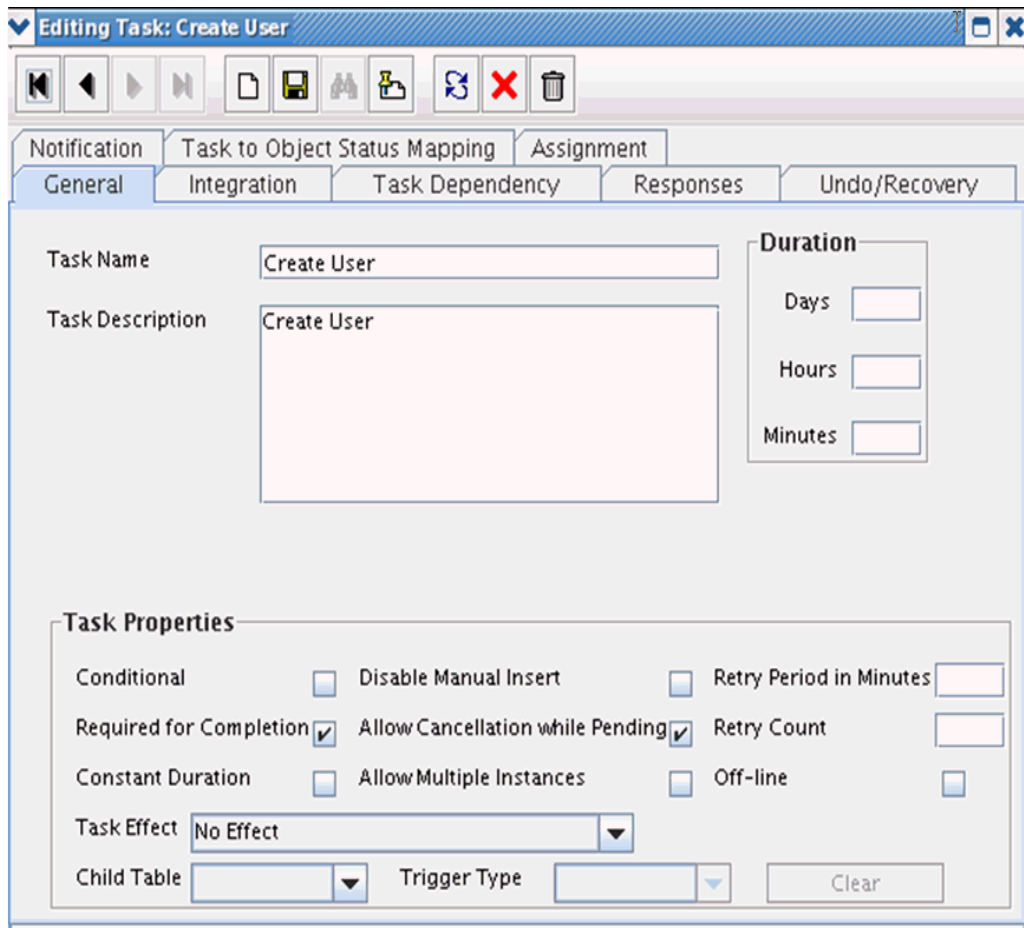 Editing Task: Create User
Notification Task to Object Status Mapping Assignment
General Integration Task Dependency Responses Undo/Recovery
Task Name Create User
Duration
Days
Task Description Create User
Hours
Minutes
Task Properties
Conditional Disable Manual Insert Retry Period in Minutes
Required for Completion Allow Cancellation while Pending Retry Count
Constant Duration Allow Multiple Instances Off-line
Task Effect No Effect
Child Table Trigger Type Clear